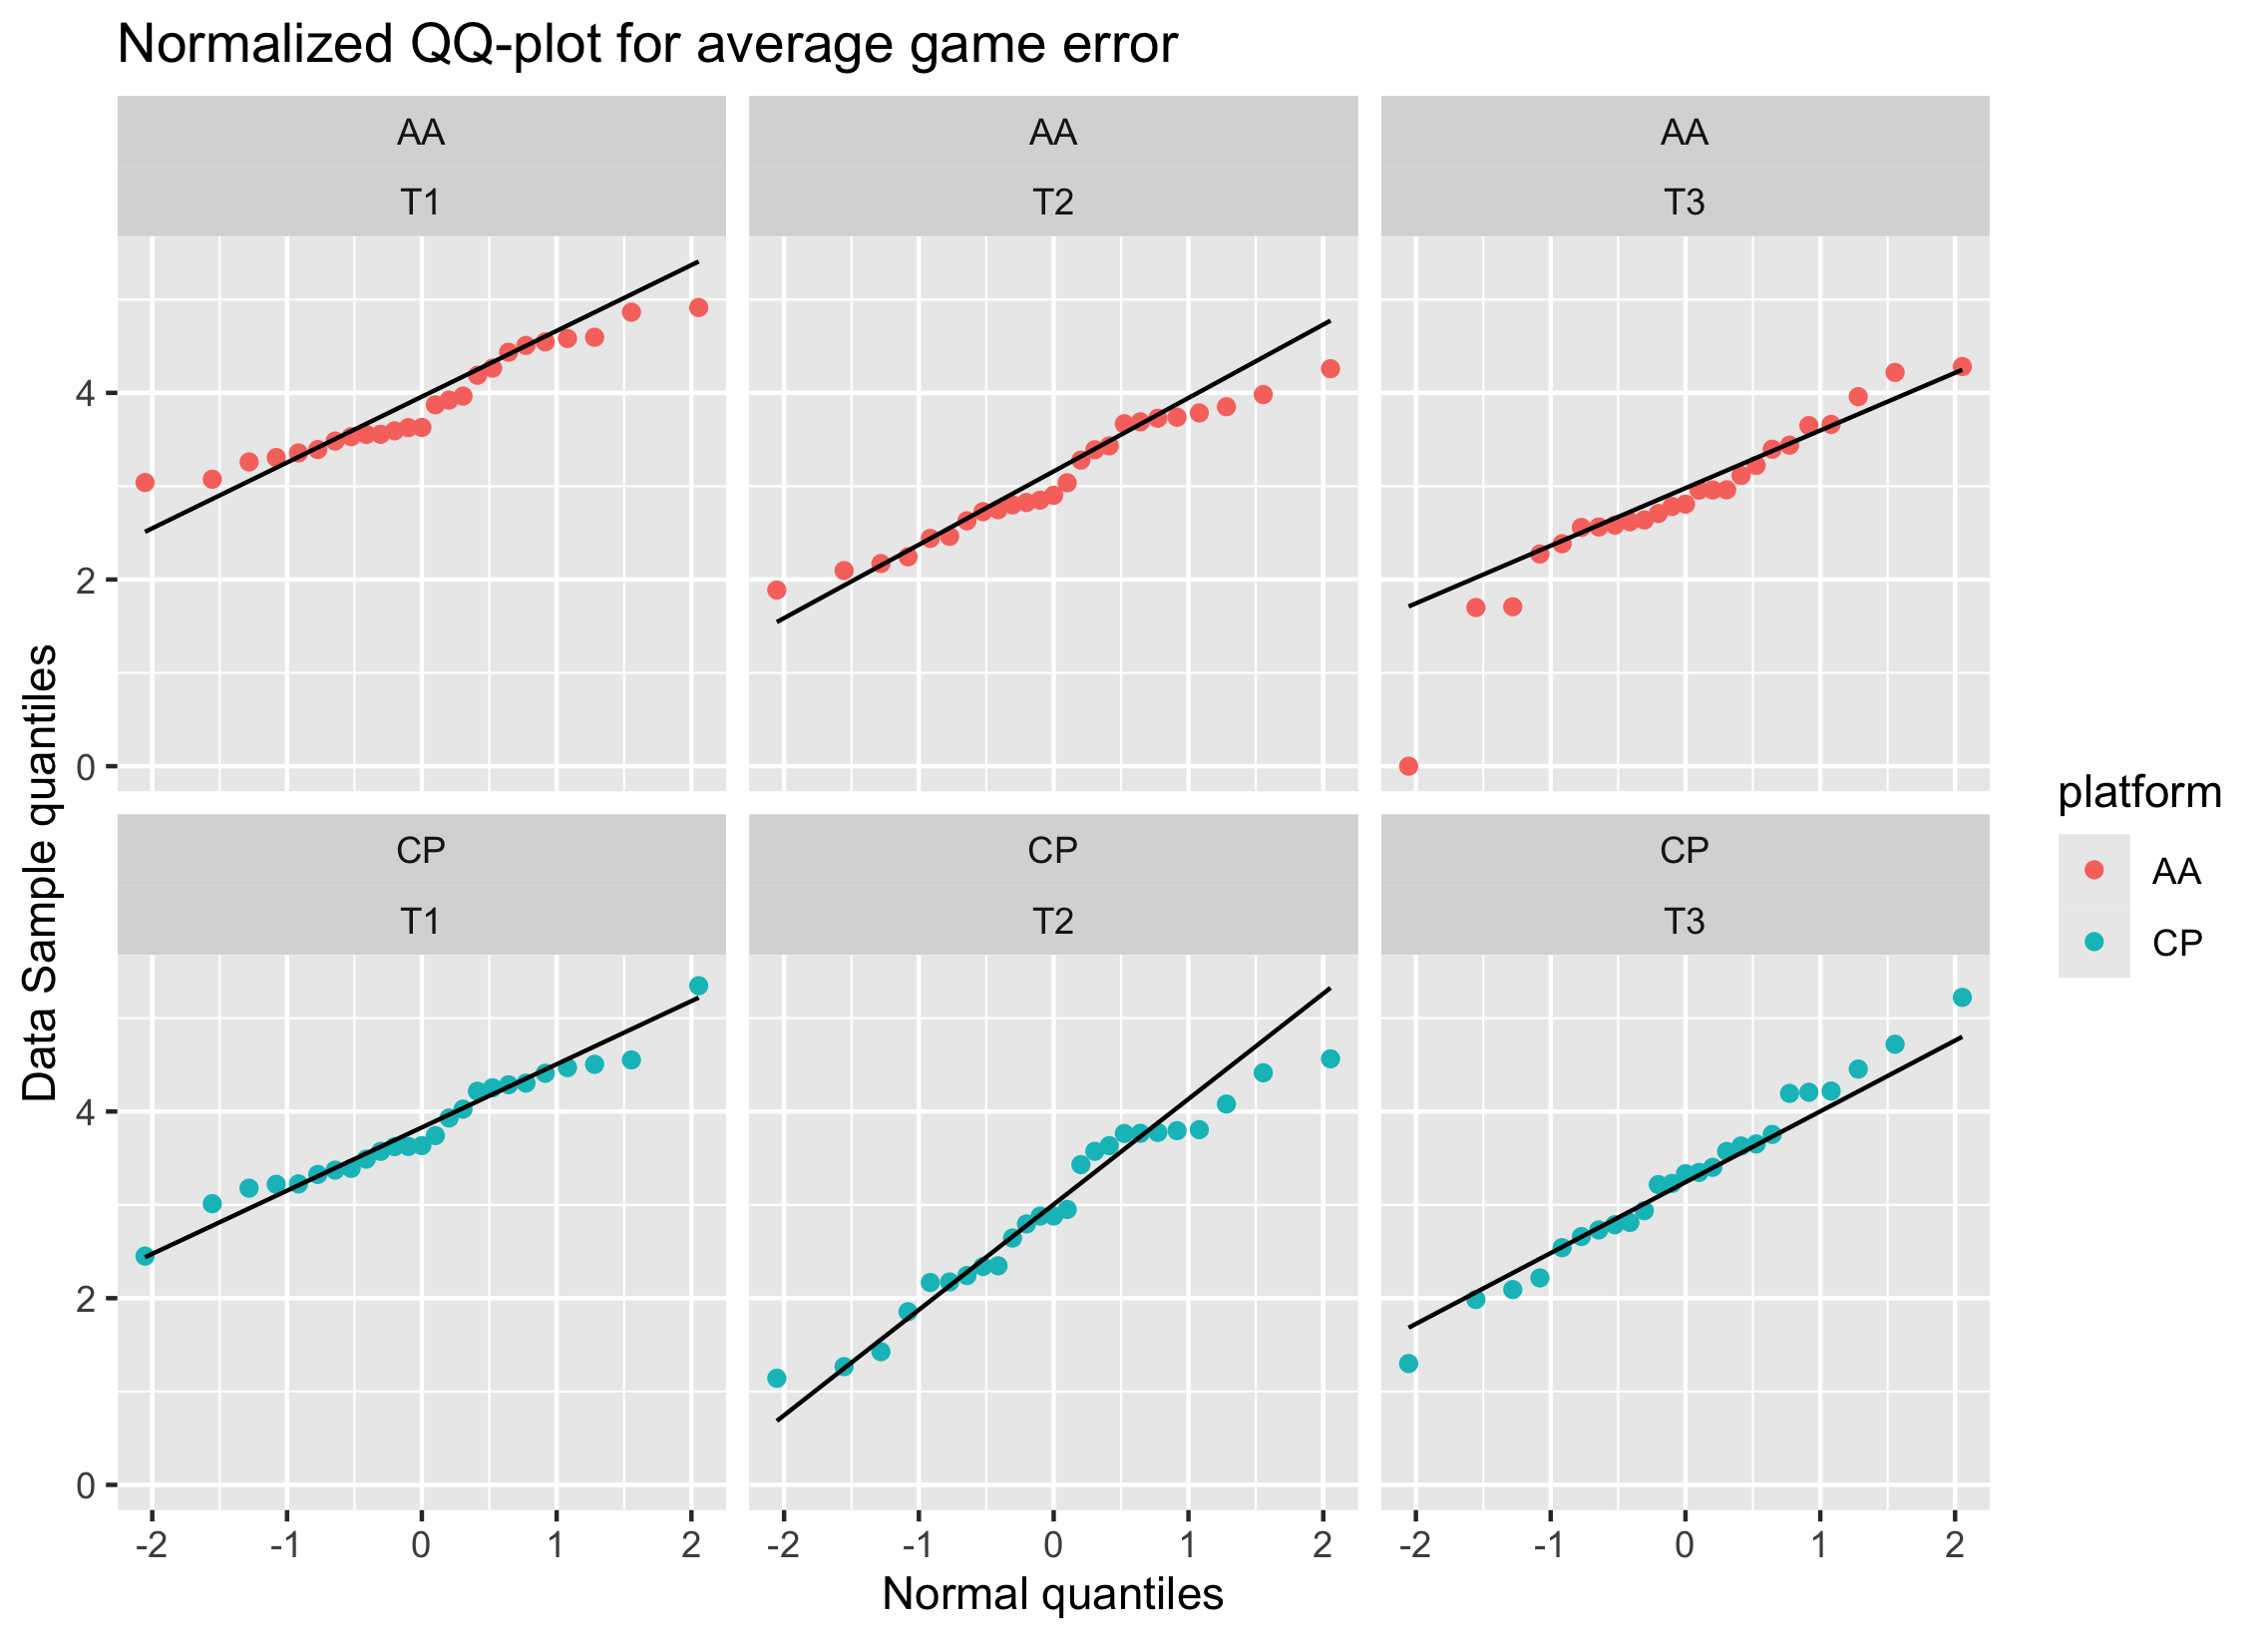 Normalized QQ-plot for average game error
AA
T1
AA
T2
AA
T3
4
2
0
CP
T1
CP
T2
CP
T3
4
2
0
-2 -1 0 1 2
-2 -1 0 1 2
-2 -1 0 1 2
Normal quantiles
Data Sample quantiles
platform
AA
CP